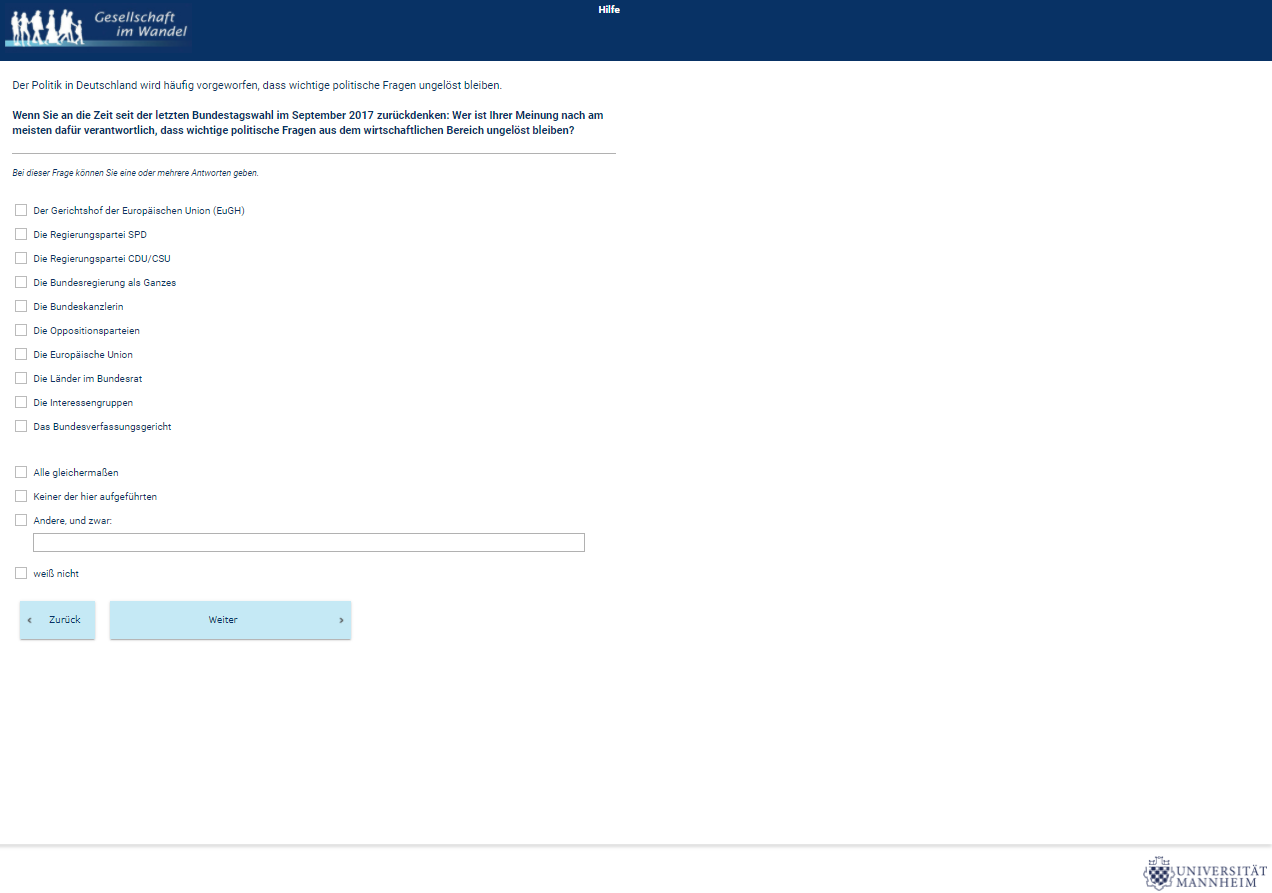 Gesellschaft
im Wandel
Hilfe
Der Politik in Deutschland wird häufig vorgeworfen, dass wichtige politische Fragen ungelöst bleiben.
Wenn Sie an die Zeit seit der letzten Bundestagswahl im September 2017 zurückdenken: Wer ist Ihrer Meinung nach am
meisten dafür verantwortlich, dass wichtige politische Fragen aus dem wirtschaftlichen Bereich ungelöst bleiben?
Bei dieser Frage können Sie eine oder mehrere Antworten geben.
Der Gerichtshof der Europäischen Union (EuGH)
Die Regierungspartei SPD
Die Regierungspartei CDU/CSU
Die Bundesregierung als Ganzes
Die Bundeskanzlerin
Die Oppositionsparteien
Die Europäische Union
Die Länder im Bundesrat
Die Interessengruppen
Das Bundesverfassungsgericht
Alle gleichermaßen
Keiner der hier aufgeführten
Andere, und zwar:
weiß nicht
‹ Zurück
Weiter ›
UNIVERSITÄT
MANNHEIM